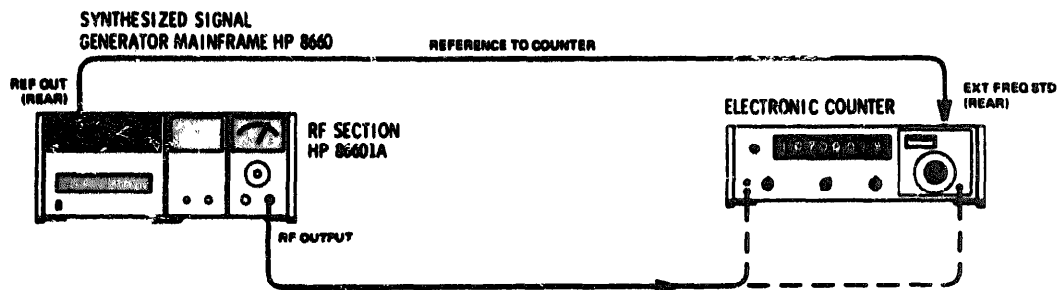 SYNTHESIZED SIGNAL
GENERATOR MAINFRAME HP 8660
REFERENCE TO COUNTER
REF OUT
(REAR)
EXT FREQ STD
(REAR)
ELECTRONIC COUNTER
RF SECTION
HP 86601A
RF OUTPUT